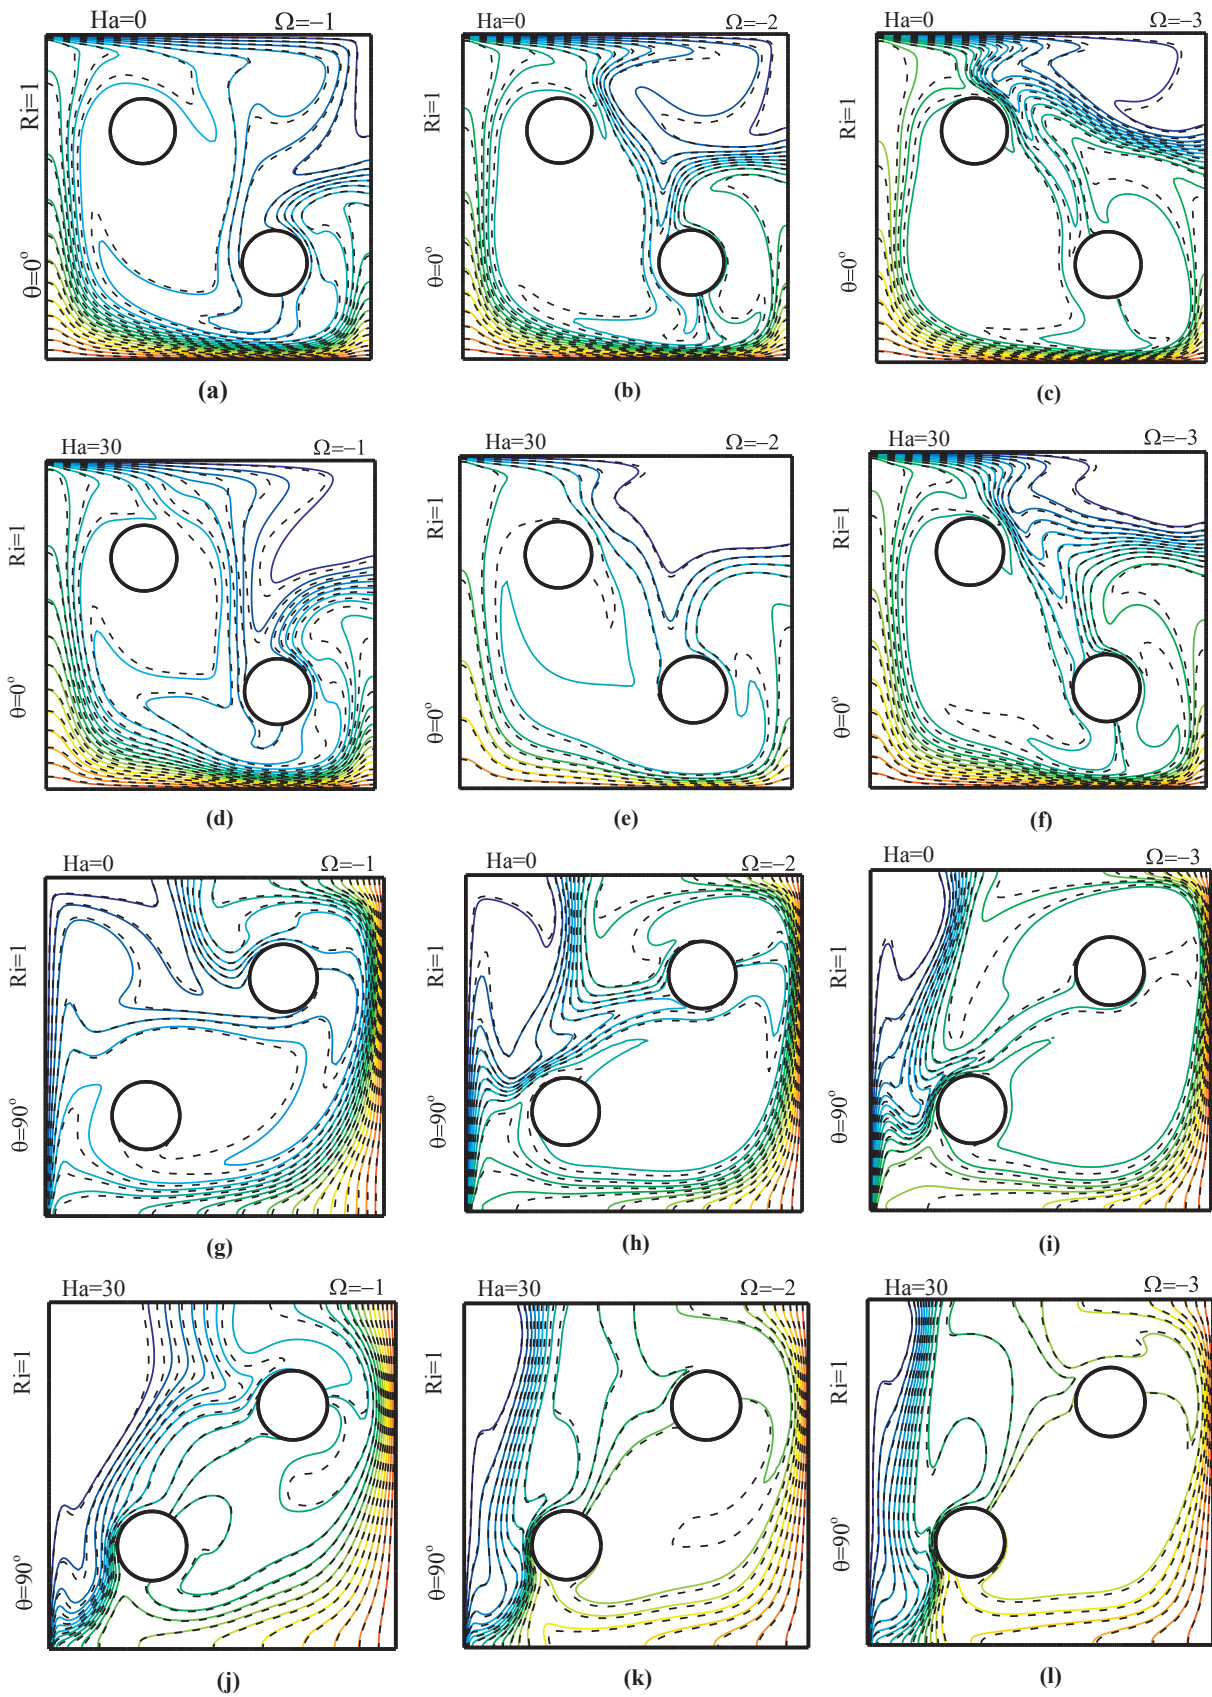 Ha=0 Ω=−1
Ri=1
θ=0°
(a)
Ha=0 Ω=−2
Ri=1
θ=0°
(b)
Ha=0 Ω=−3
Ri=1
θ=0°
(c)
Ha=30 Ω=−1
Ri=1
θ=0°
(d)
Ha=30 Ω=−2
Ri=1
θ=0°
(e)
Ha=30 Ω=−3
Ri=1
θ=0°
(f)
Ha=0 Ω=−1
Ri=1
θ=90°
(g)
Ha=0 Ω=−2
Ri=1
θ=90°
(h)
Ha=0 Ω=−3
Ri=1
θ=90°
(i)
Ha=30 Ω=−1
Ri=1
θ=90°
(j)
Ha=30 Ω=−2
Ri=1
θ=90°
(k)
Ha=30 Ω=−3
Ri=1
θ=90°
(l)